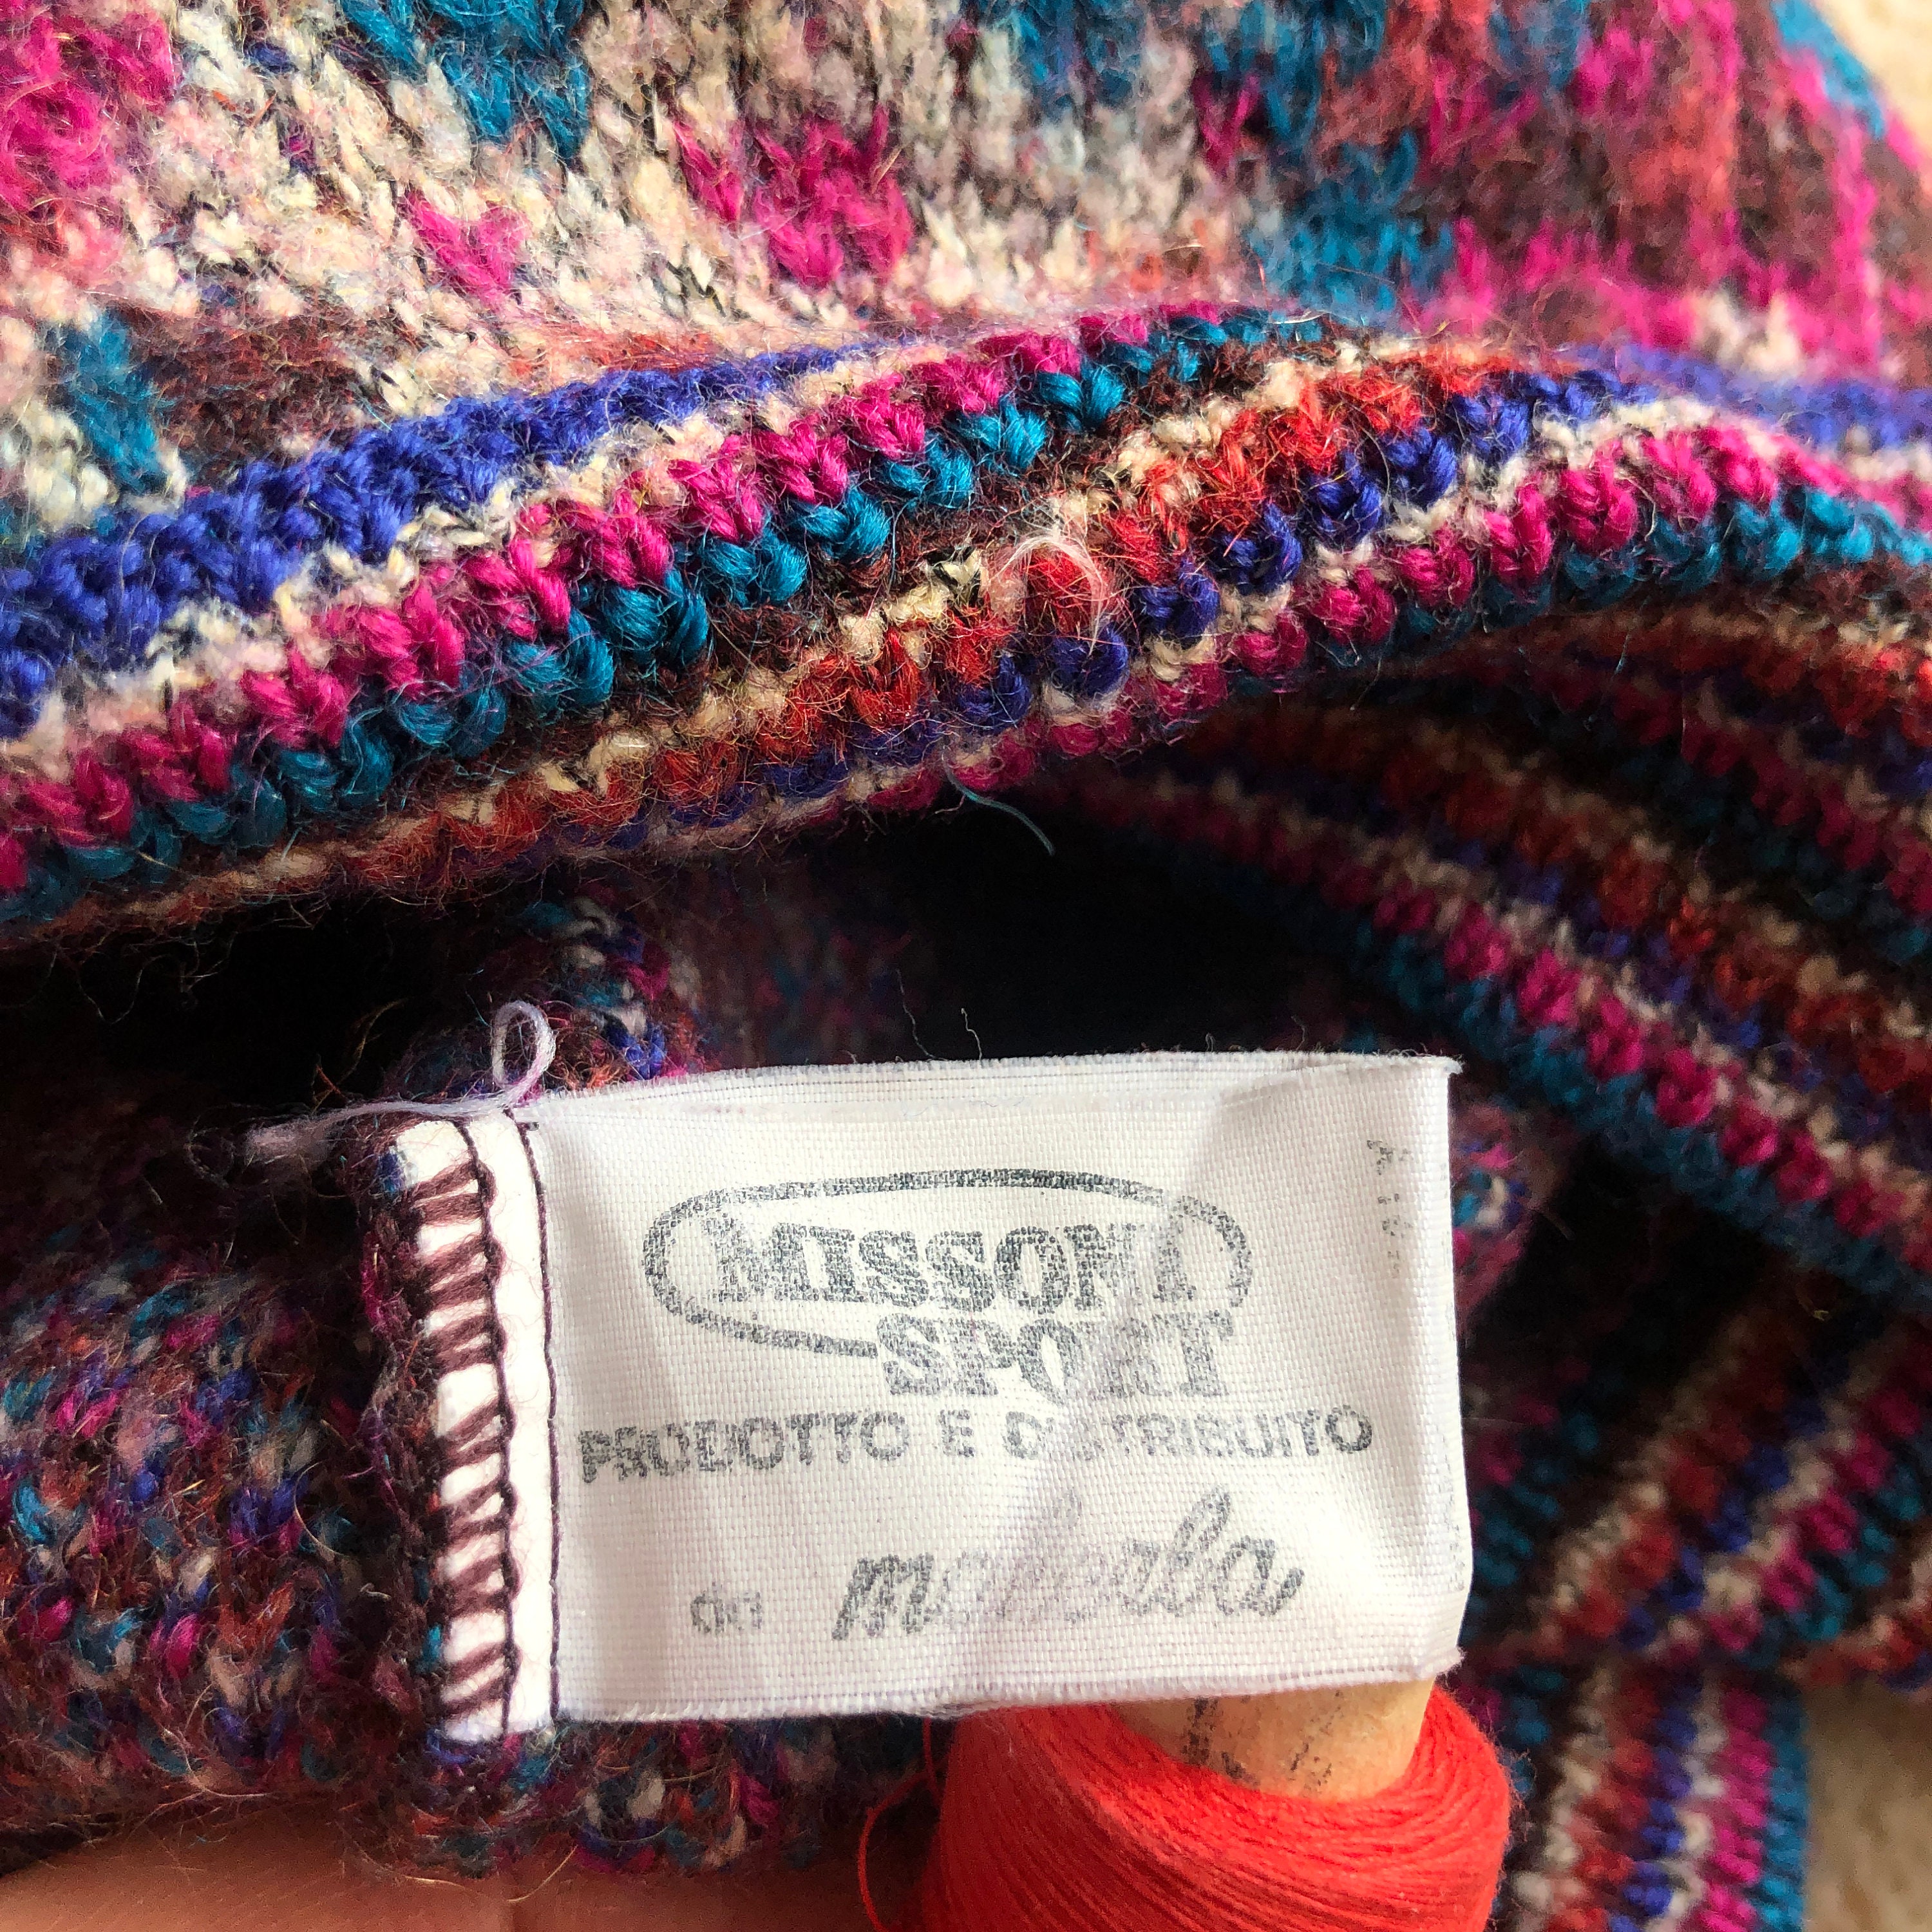 MISSONI
SPORT
PRODOTTO E DISTRIBUITO
da